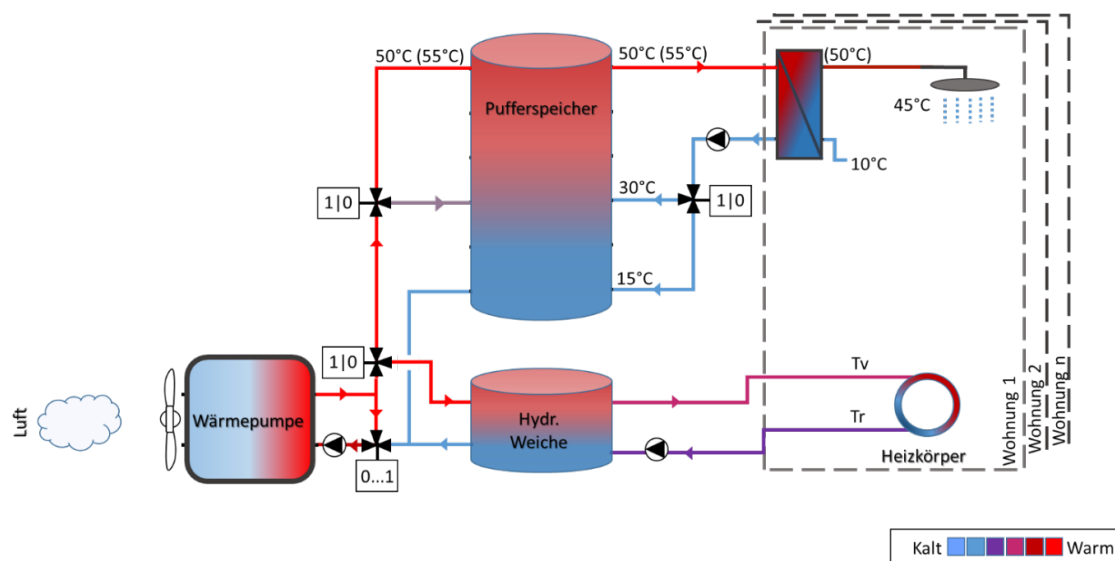 50°C (55°C)
50°C (55°C)
(50°C)
Pufferspeicher
45°C
10°C
1|0
30°C
1|0
15°C
1|0
Tv
Luft
Wärmepumpe
Hydr.
Weiche
Tr
Heizkörper
Wohnung 1
Wohnung 2
Wohnung n
0...1
Kalt
Warm